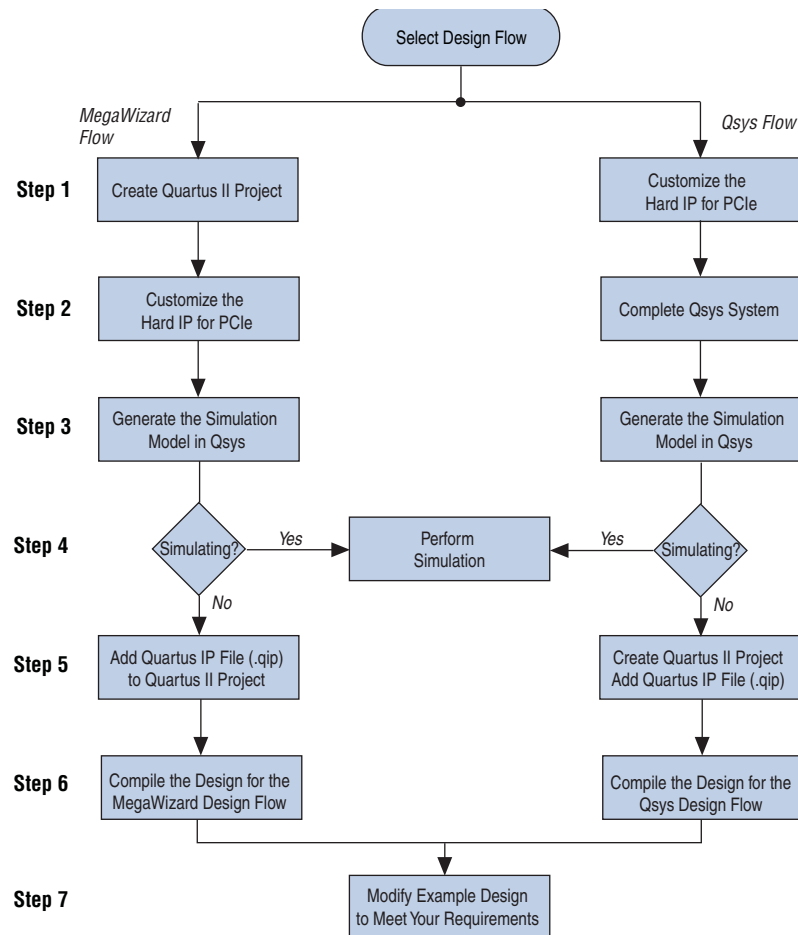 Select Design Flow
MegaWizard
Flow
Qsys Flow
Step 1
Create Quartus II Project
Customize the
Hard IP for PCIe
Step 2
Customize the
Hard IP for PCIe
Complete Qsys System
Step 3
Generate the Simulation
Model in Qsys
Generate the Simulation
Model in Qsys
Step 4
Simulating?
Yes
Perform
Simulation
Yes
Simulating?
No
No
Step 5
Add Quartus IP File (.qip)
to Quartus II Project
Create Quartus II Project
Add Quartus IP File (.qip)
Step 6
Compile the Design for the
MegaWizard Design Flow
Compile the Design for the
Qsys Design Flow
Step 7
Modify Example Design
to Meet Your Requirements